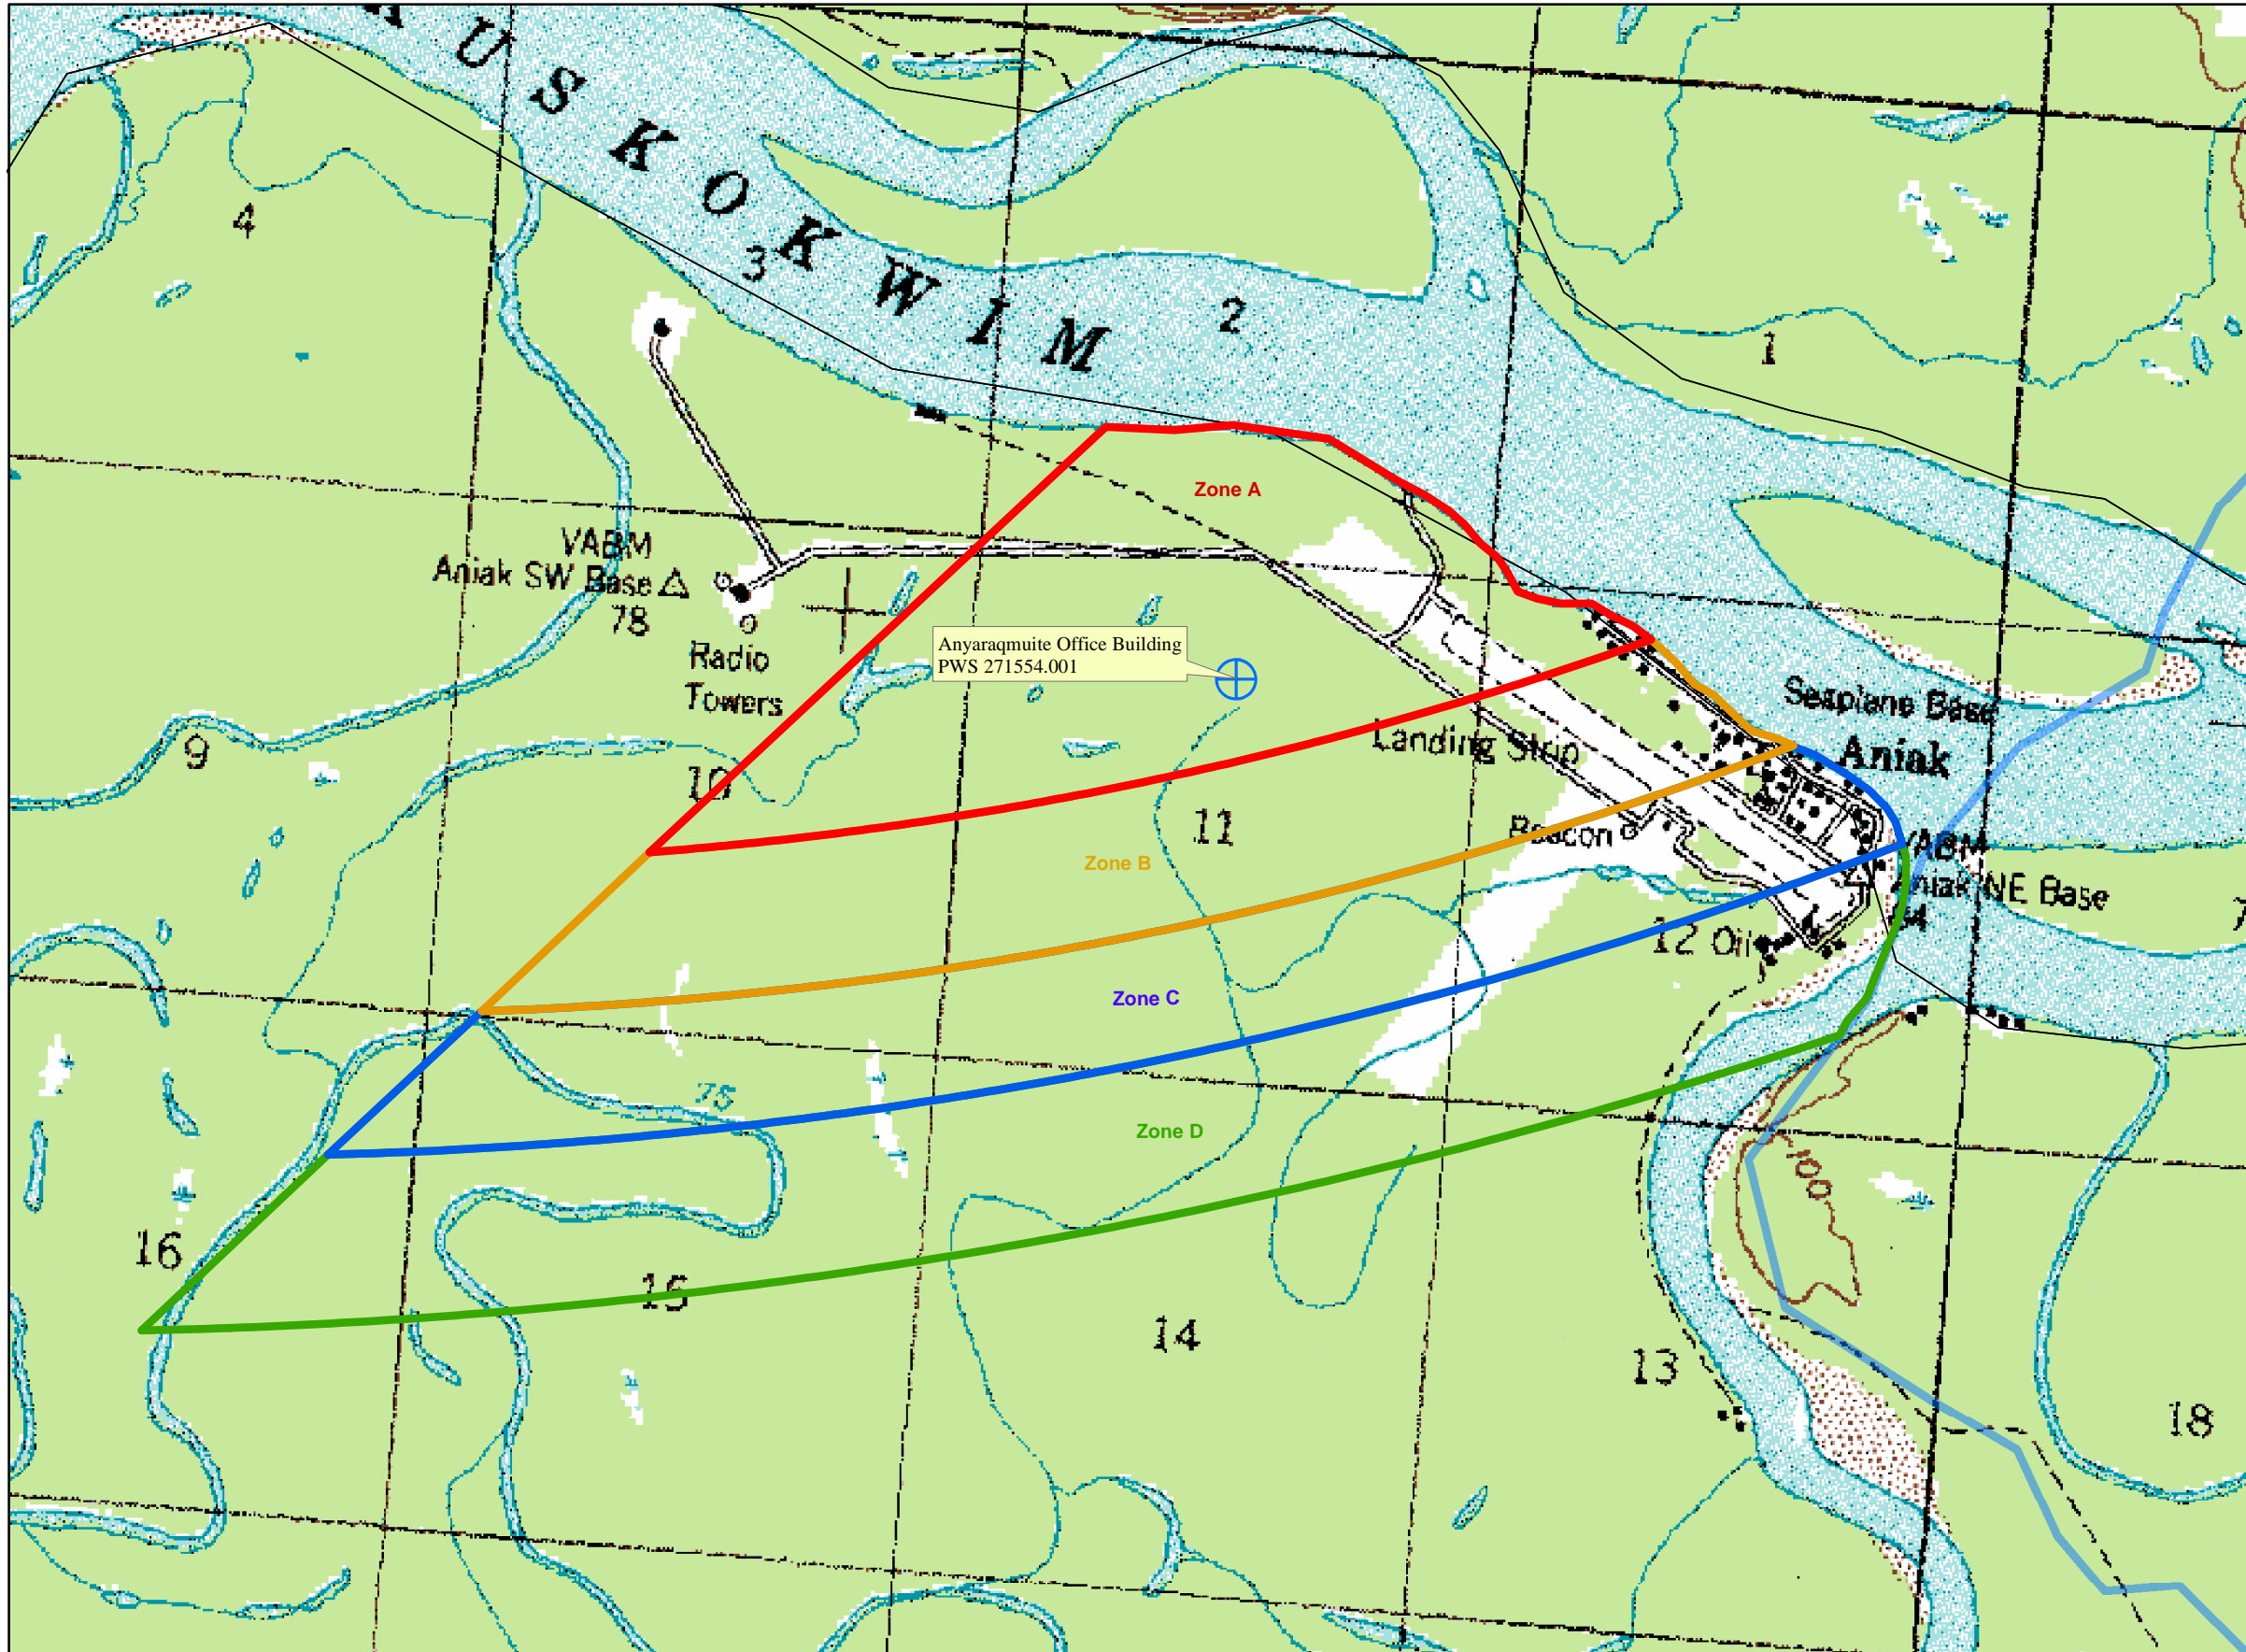 KUSKOKWIM
4
3
2
1
Zone A
VABM
Aniak SW Base
78
Radio
Towers
Anyaraqmuite Office Building
PWS 271554.001
Seaplane Base
Aniak
Landing Strip
9
10
11
Beacon
Zone B
VABM
Aniak NE Base
12 Oil
7
Zone C
75
Zone D
100
16
15
14
13
18